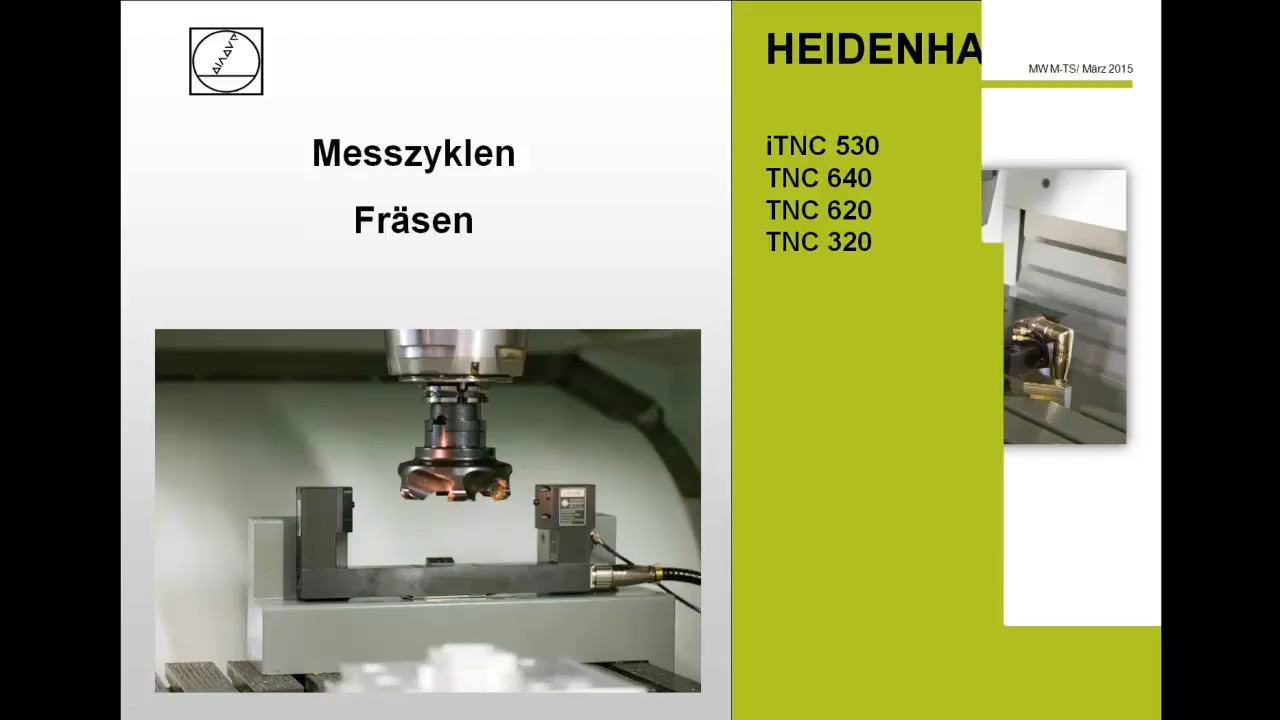 Messzyklen
Fräsen
HEIDENHA
MWM-TS/ März 2015
iTNC 530
TNC 640
TNC 620
TNC 320